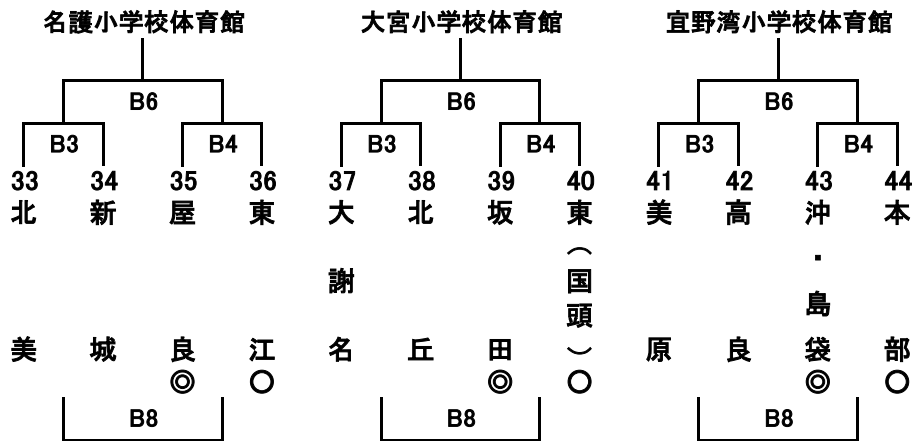 名護小学校体育館 大宮小学校体育館 宜野湾小学校体育館
B6 B6 B6
B3 B4 B3 B4 B3 B4
33 34 35 36 37 38 39 40 41 42 43 44
北美
新城
屋良◎
東江○
大謝名
北丘
坂田◎
東(国頭)○
美原
高良
沖・島袋◎
本部○
B8 B8 B8